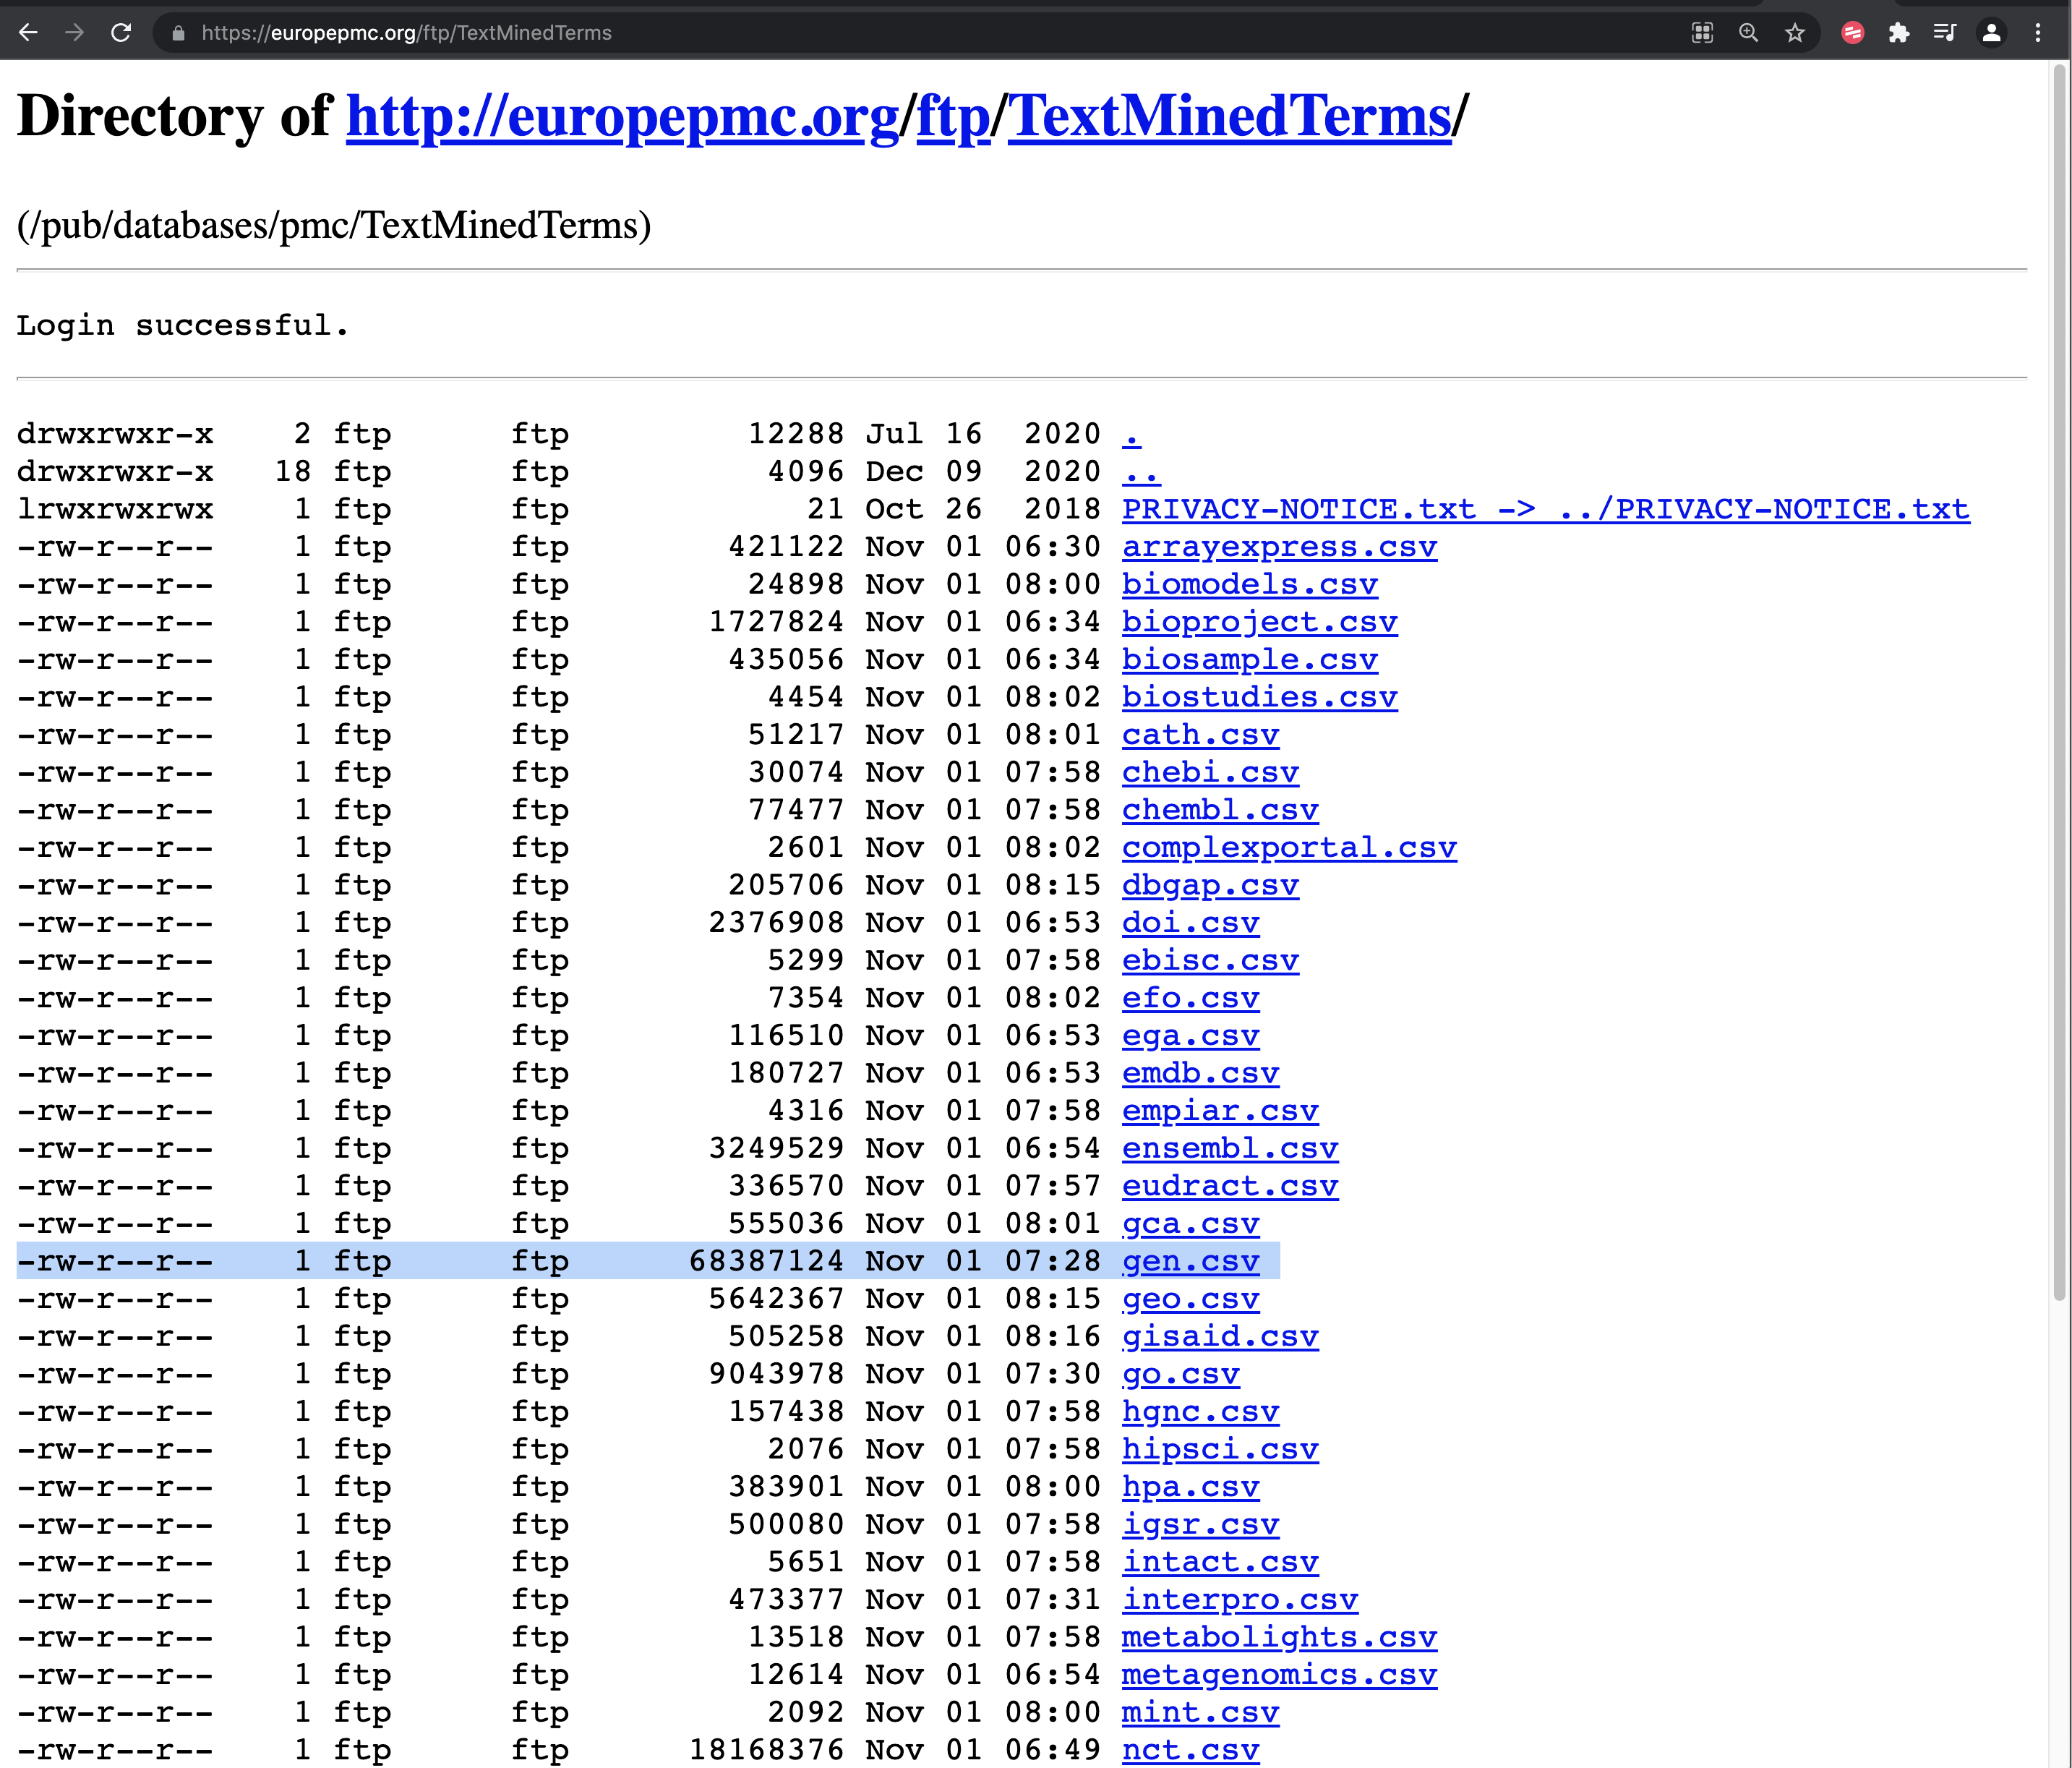 https://europepmc.org/ftp/TextMinedTerms
Directory of http://europepmc.org/ftp/TextMinedTerms/
(/pub/databases/pmc/TextMinedTerms)
Login successful.
drwxrwxr-x 2 ftp ftp 12288 Jul 16 2020 .
drwxrwxr-x 18 ftp ftp 4096 Dec 09 2020 ..
lrwxrwxrwx 1 ftp ftp 21 Oct 26 2018 PRIVACY-NOTICE.txt -> ../PRIVACY-NOTICE.txt
-rw-r--r-- 1 ftp ftp 421122 Nov 01 06:30 arrayexpress.csv
-rw-r--r-- 1 ftp ftp 24898 Nov 01 08:00 biomodels.csv
-rw-r--r-- 1 ftp ftp 1727824 Nov 01 06:34 bioproject.csv
-rw-r--r-- 1 ftp ftp 435056 Nov 01 06:34 biosample.csv
-rw-r--r-- 1 ftp ftp 4454 Nov 01 08:02 biostudies.csv
-rw-r--r-- 1 ftp ftp 51217 Nov 01 08:01 cath.csv
-rw-r--r-- 1 ftp ftp 30074 Nov 01 07:58 chebi.csv
-rw-r--r-- 1 ftp ftp 77477 Nov 01 07:58 chembl.csv
-rw-r--r-- 1 ftp ftp 2601 Nov 01 08:02 complexportal.csv
-rw-r--r-- 1 ftp ftp 205706 Nov 01 08:15 dbgap.csv
-rw-r--r-- 1 ftp ftp 2376908 Nov 01 06:53 doi.csv
-rw-r--r-- 1 ftp ftp 5299 Nov 01 07:58 ebisc.csv
-rw-r--r-- 1 ftp ftp 7354 Nov 01 08:02 efo.csv
-rw-r--r-- 1 ftp ftp 116510 Nov 01 06:53 ega.csv
-rw-r--r-- 1 ftp ftp 180727 Nov 01 06:53 emdb.csv
-rw-r--r-- 1 ftp ftp 4316 Nov 01 07:58 empiar.csv
-rw-r--r-- 1 ftp ftp 3249529 Nov 01 06:54 ensembl.csv
-rw-r--r-- 1 ftp ftp 336570 Nov 01 07:57 eudract.csv
-rw-r--r-- 1 ftp ftp 555036 Nov 01 08:01 gca.csv
-rw-r--r-- 1 ftp ftp 68387124 Nov 01 07:28 gen.csv
-rw-r--r-- 1 ftp ftp 5642367 Nov 01 08:15 geo.csv
-rw-r--r-- 1 ftp ftp 505258 Nov 01 08:16 gisaid.csv
-rw-r--r-- 1 ftp ftp 9043978 Nov 01 07:30 go.csv
-rw-r--r-- 1 ftp ftp 157438 Nov 01 07:58 hgnc.csv
-rw-r--r-- 1 ftp ftp 2076 Nov 01 07:58 hipsci.csv
-rw-r--r-- 1 ftp ftp 383901 Nov 01 08:00 hpa.csv
-rw-r--r-- 1 ftp ftp 500080 Nov 01 07:58 igsr.csv
-rw-r--r-- 1 ftp ftp 5651 Nov 01 07:58 intact.csv
-rw-r--r-- 1 ftp ftp 473377 Nov 01 07:31 interpro.csv
-rw-r--r-- 1 ftp ftp 13518 Nov 01 07:58 metabolights.csv
-rw-r--r-- 1 ftp ftp 12614 Nov 01 06:54 metagenomics.csv
-rw-r--r-- 1 ftp ftp 2092 Nov 01 08:00 mint.csv
-rw-r--r-- 1 ftp ftp 18168376 Nov 01 06:49 nct.csv